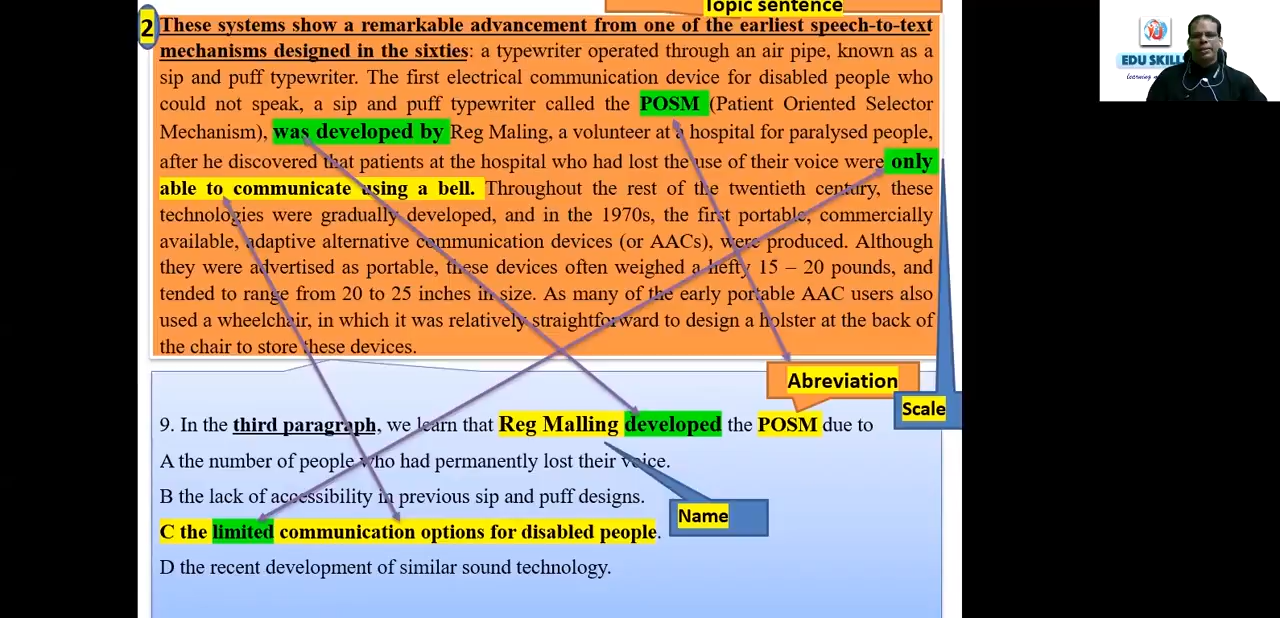 Topic sentence
2
These systems show a remarkable advancement from one of the earliest speech-to-text
mechanisms designed in the sixties: a typewriter operated through an air pipe, known as a
sip and puff typewriter. The first electrical communication device for disabled people who
could not speak, a sip and puff typewriter called the POSM (Patient Oriented Selector
Mechanism), was developed by Reg Maling, a volunteer at a hospital for paralysed people,
after he discovered that patients at the hospital who had lost the use of their voice were only
able to communicate using a bell. Throughout the rest of the twentieth century, these
technologies were gradually developed, and in the 1970s, the first portable, commercially
available, adaptive alternative communication devices (or AACs), were produced. Although
they were advertised as portable, these devices often weighed a hefty 15 – 20 pounds, and
tended to range from 20 to 25 inches in size. As many of the early portable AAC users also
used a wheelchair, in which it was relatively straightforward to design a holster at the back of
the chair to store these devices.
Abreviation
Scale
9. In the third paragraph, we learn that Reg Malling developed the POSM due to
A the number of people who had permanently lost their voice.
B the lack of accessibility in previous sip and puff designs.
Name
C the limited communication options for disabled people.
D the recent development of similar sound technology.
EDU SKILL